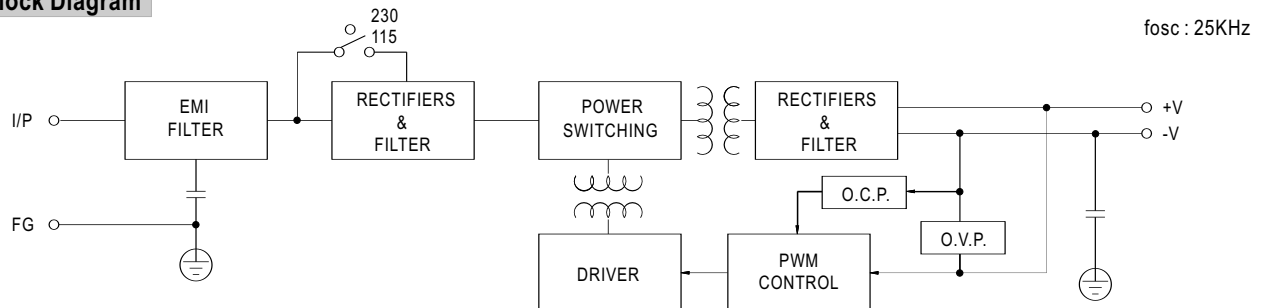 lock Diagram
fosc : 25KHz
230
115
I/P
EMI
FILTER
RECTIFIERS
&
FILTER
POWER
SWITCHING
RECTIFIERS
&
FILTER
+V
-V
O.C.P.
FG
O.V.P.
DRIVER
PWM
CONTROL